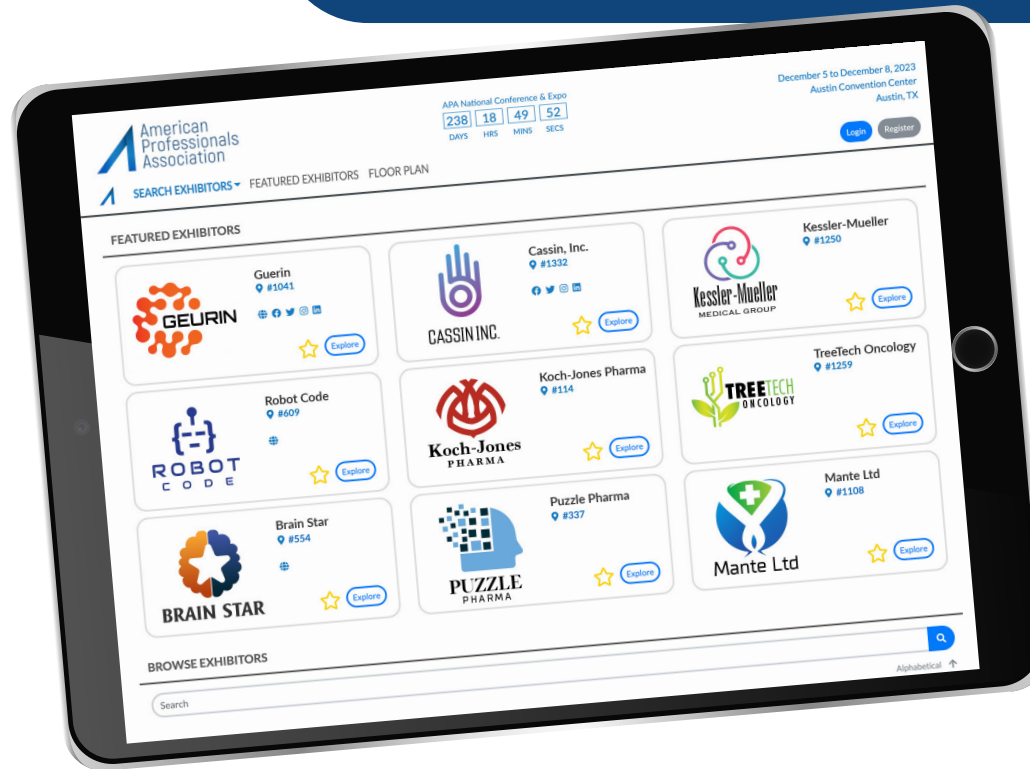 American
Professionals
Association
APA National Conference & Expo
238 18 49 52
DAYS HRS MINS SECS
December 5 to December 8, 2023
Austin Convention Center
Austin, TX
Login Register
SEARCH EXHIBITORS FEATURED EXHIBITORS FLOOR PLAN
FEATURED EXHIBITORS
GEURIN
Guerin
#1041
Explore
CASSIN INC.
Cassin, Inc.
#1332
Explore
Kessler-Mueller
MEDICAL GROUP
Kessler-Mueller
#1250
Explore
ROBOT
CODE
Robot Code
#609
Explore
Koch-Jones
PHARMA
Koch-Jones Pharma
#114
Explore
TREETECH
ONCOLOGY
TreeTech Oncology
#1259
Explore
BRAIN STAR
Brain Star
#554
Explore
PUZZLE
PHARMA
Puzzle Pharma
#337
Explore
Mante Ltd
Mante Ltd
#1108
Explore
BROWSE EXHIBITORS
Search
Alphabetical